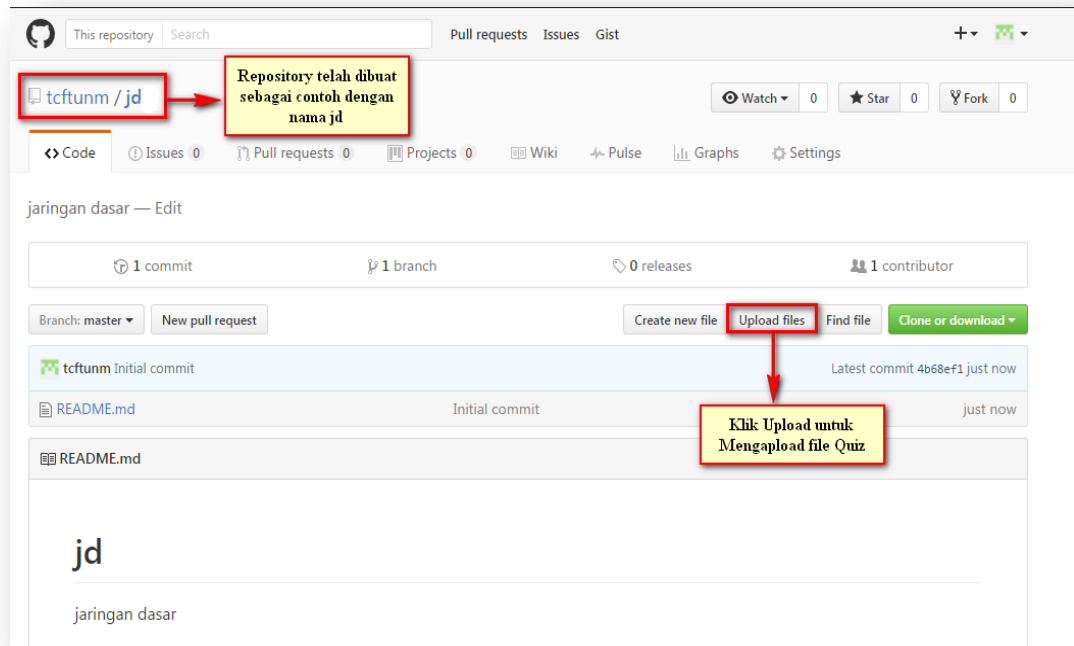 This repository Search Pull requests Issues Gist
tcftunm / jd
Repository telah dibuat
sebagai contoh dengan
nama jd
Watch 0 Star 0 Fork 0
Code Issues 0 Pull requests 0 Projects 0 Wiki Pulse Graphs Settings
jaringan dasar — Edit
1 commit 1 branch 0 releases 1 contributor
Branch: master New pull request Create new file Upload files Find file Clone or download
tcftunm Initial commit Latest commit 4b68ef1 just now
README.md Initial commit just now
Klik Upload untuk
Mengapload file Quiz
README.md
jd
jaringan dasar